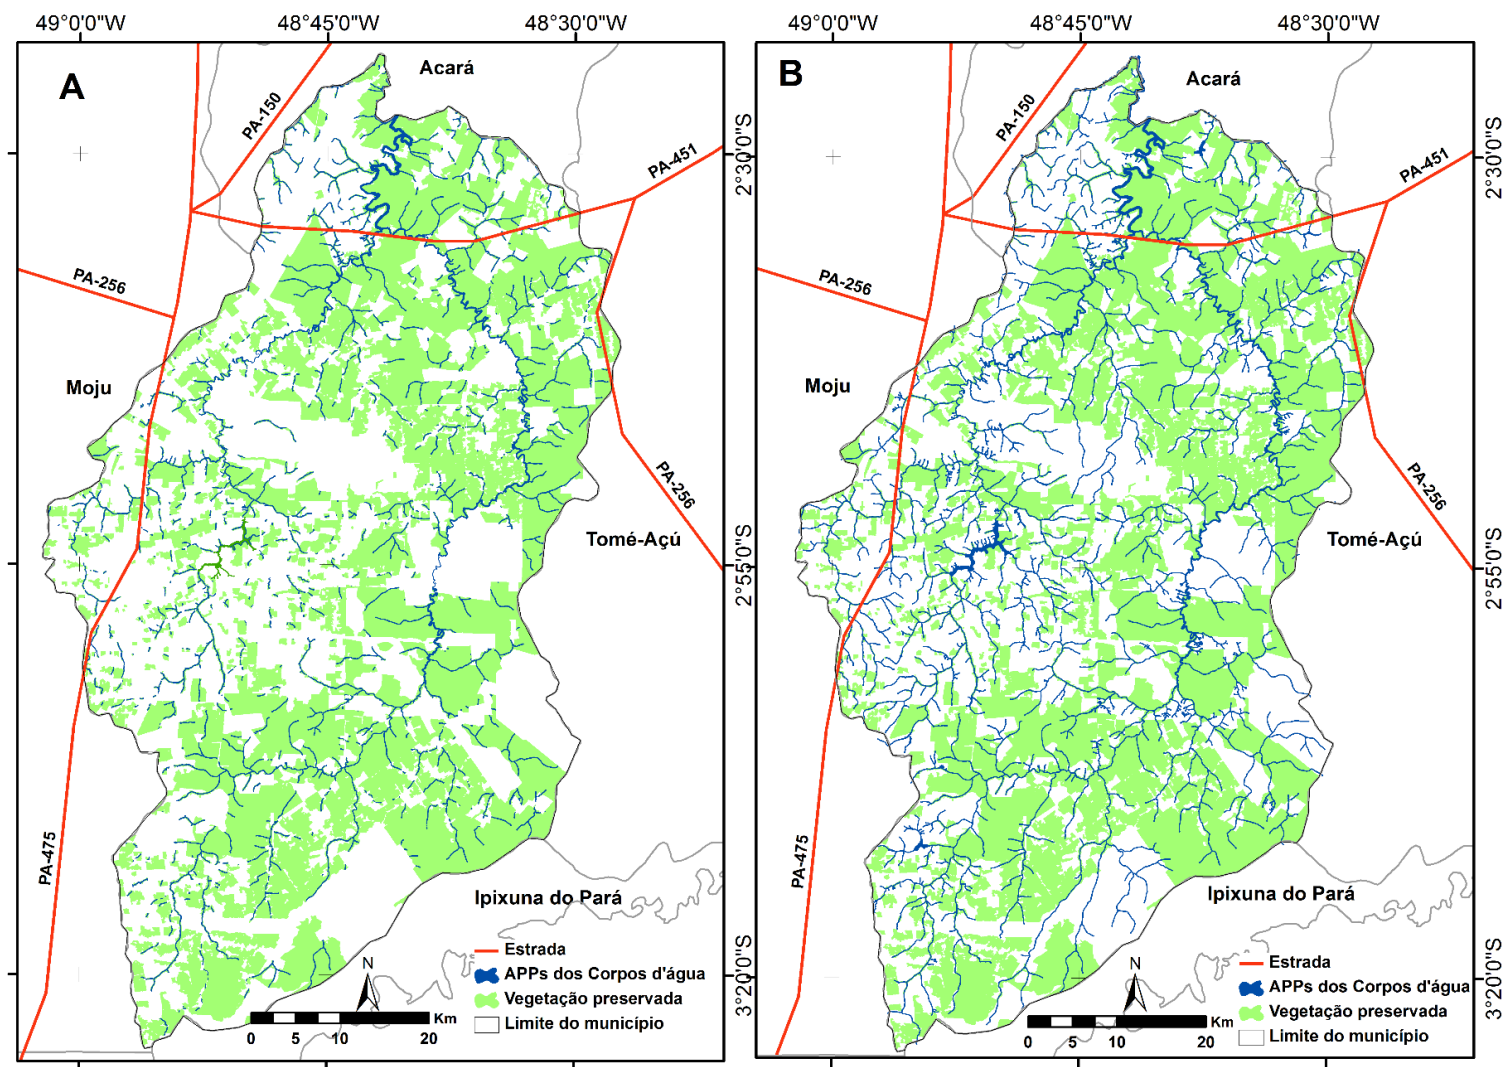 49°0'0"W 48°45'0"W 48°30'0"W
A
Acará
PA-150
PA-451
2°30'0"S
PA-256
Moju
PA-256
Tomé-Açú
2°55'0"S
PA-475
Ipixuna do Pará
Estrada
APPs dos Corpos d'água
Vegetação preservada
Limite do município
N
Km
0 5 10 20
3°20'0"S
49°0'0"W 48°45'0"W 48°30'0"W
B
Acará
PA-150
PA-451
2°30'0"S
PA-256
Moju
PA-256
Tomé-Açú
2°55'0"S
PA-475
Ipixuna do Pará
Estrada
APPs dos Corpos d'água
Vegetação preservada
Limite do município
N
Km
0 5 10 20
3°20'0"S